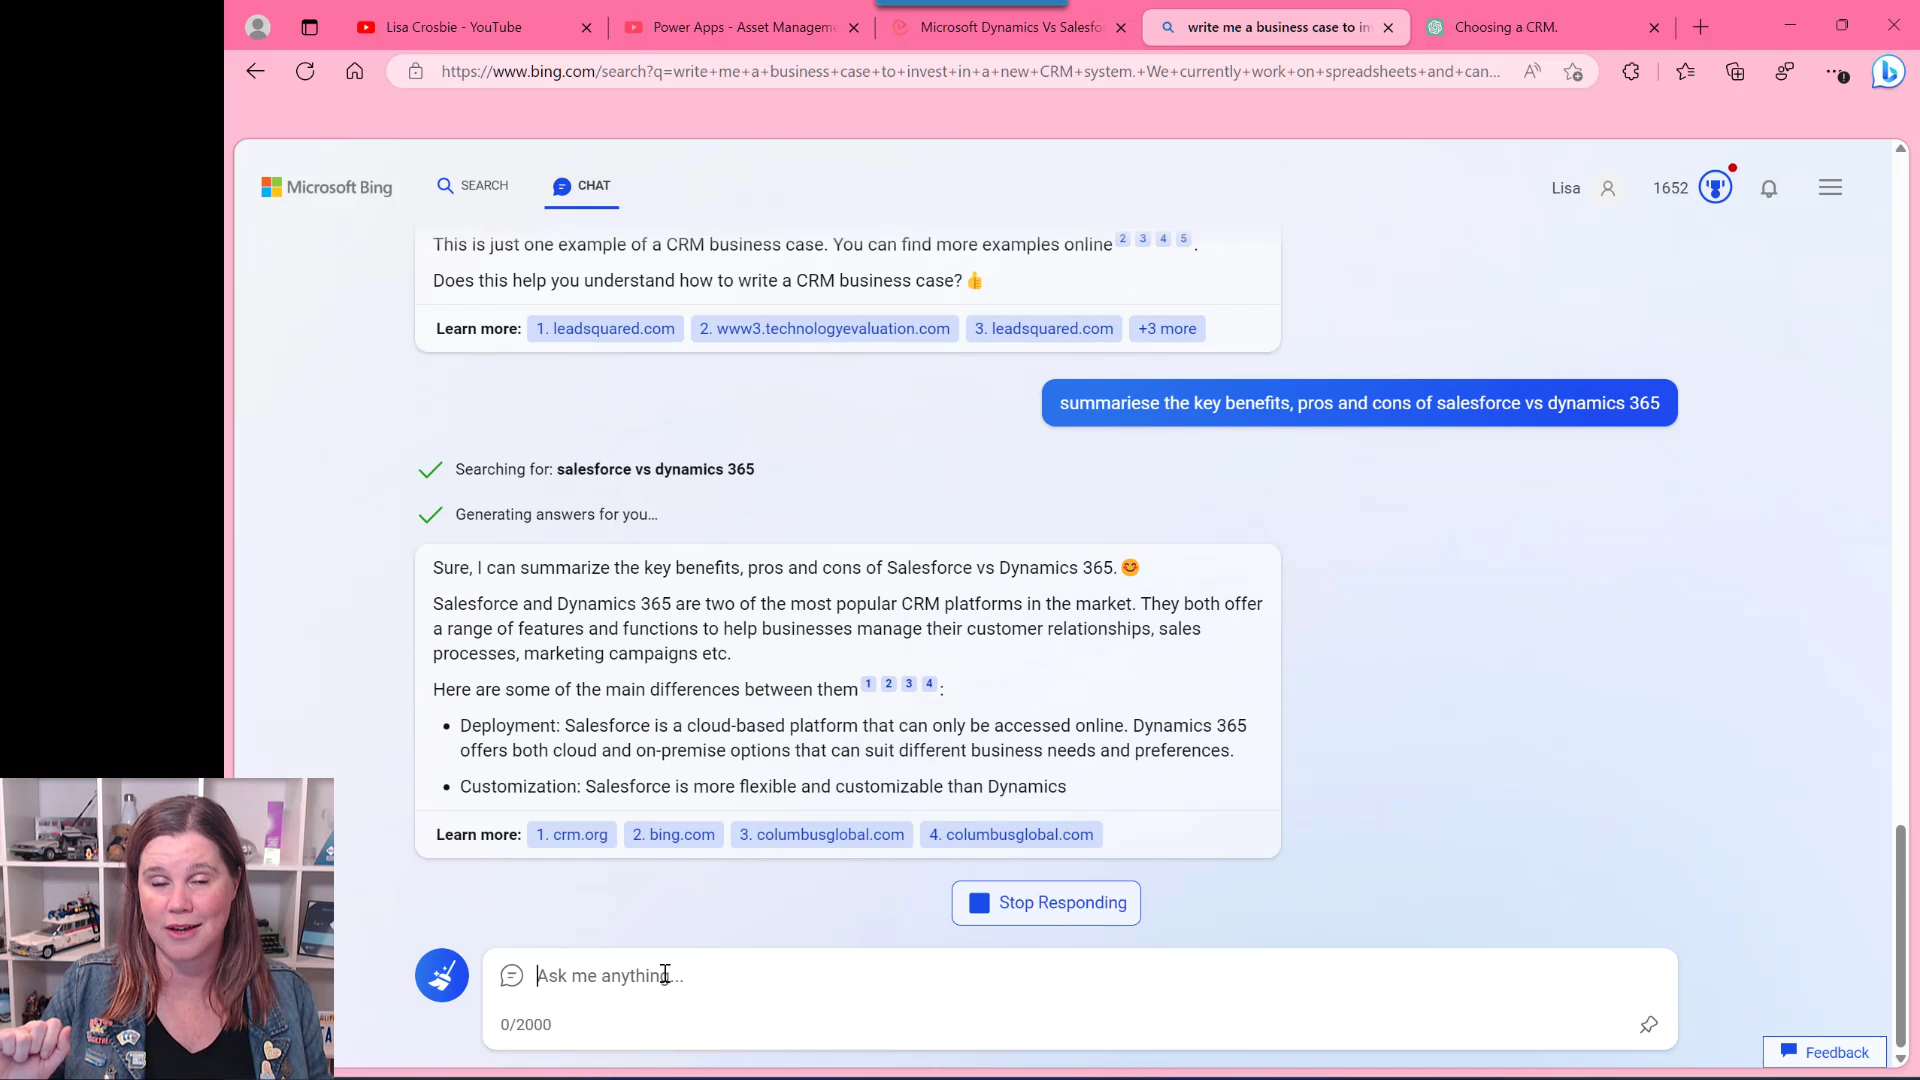 Lisa Crosbie - YouTube
Power Apps - Asset Manageme
Microsoft Dynamics Vs Salesfo
write me a business case to in
Choosing a CRM.
https://www.bing.com/search?q=write+me+a+business+case+to+invest+in+a+new+CRM+system.+We+currently+work+on+spreadsheets+and+can...
Microsoft Bing
SEARCH
CHAT
Lisa
1652
This is just one example of a CRM business case. You can find more examples online 2 3 4 5 .
Does this help you understand how to write a CRM business case? 👍
Learn more: 1. leadsquared.com 2. www3.technologyevaluation.com 3. leadsquared.com +3 more
summariese the key benefits, pros and cons of salesforce vs dynamics 365
Searching for: salesforce vs dynamics 365
Generating answers for you...
Sure, I can summarize the key benefits, pros and cons of Salesforce vs Dynamics 365. 😊
Salesforce and Dynamics 365 are two of the most popular CRM platforms in the market. They both offer
a range of features and functions to help businesses manage their customer relationships, sales
processes, marketing campaigns etc.
Here are some of the main differences between them 1 2 3 4 :
• Deployment: Salesforce is a cloud-based platform that can only be accessed online. Dynamics 365
offers both cloud and on-premise options that can suit different business needs and preferences.
• Customization: Salesforce is more flexible and customizable than Dynamics
Learn more: 1. crm.org 2. bing.com 3. columbusglobal.com 4. columbusglobal.com
Stop Responding
Ask me anything...
0/2000
Feedback